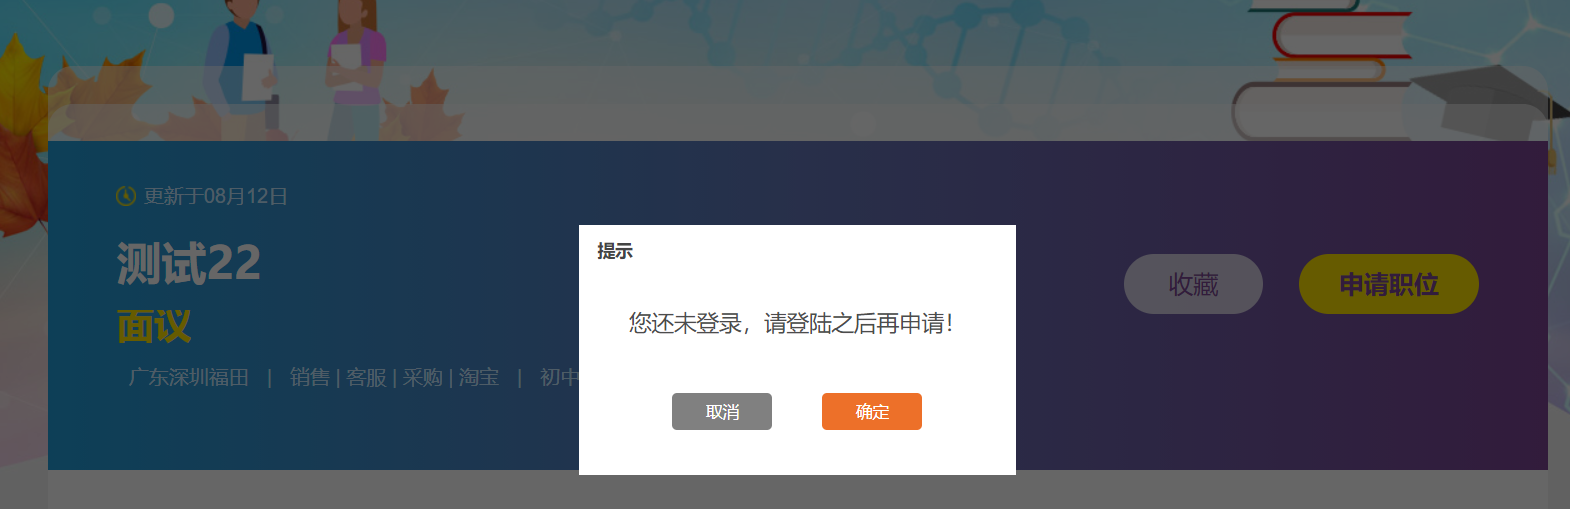 更新于08月12日
测试22
面议
广东深圳福田 | 销售 | 客服 | 采购 | 淘宝 | 初中
收藏
申请职位
提示
您还未登录，请登陆之后再申请！
取消
确定